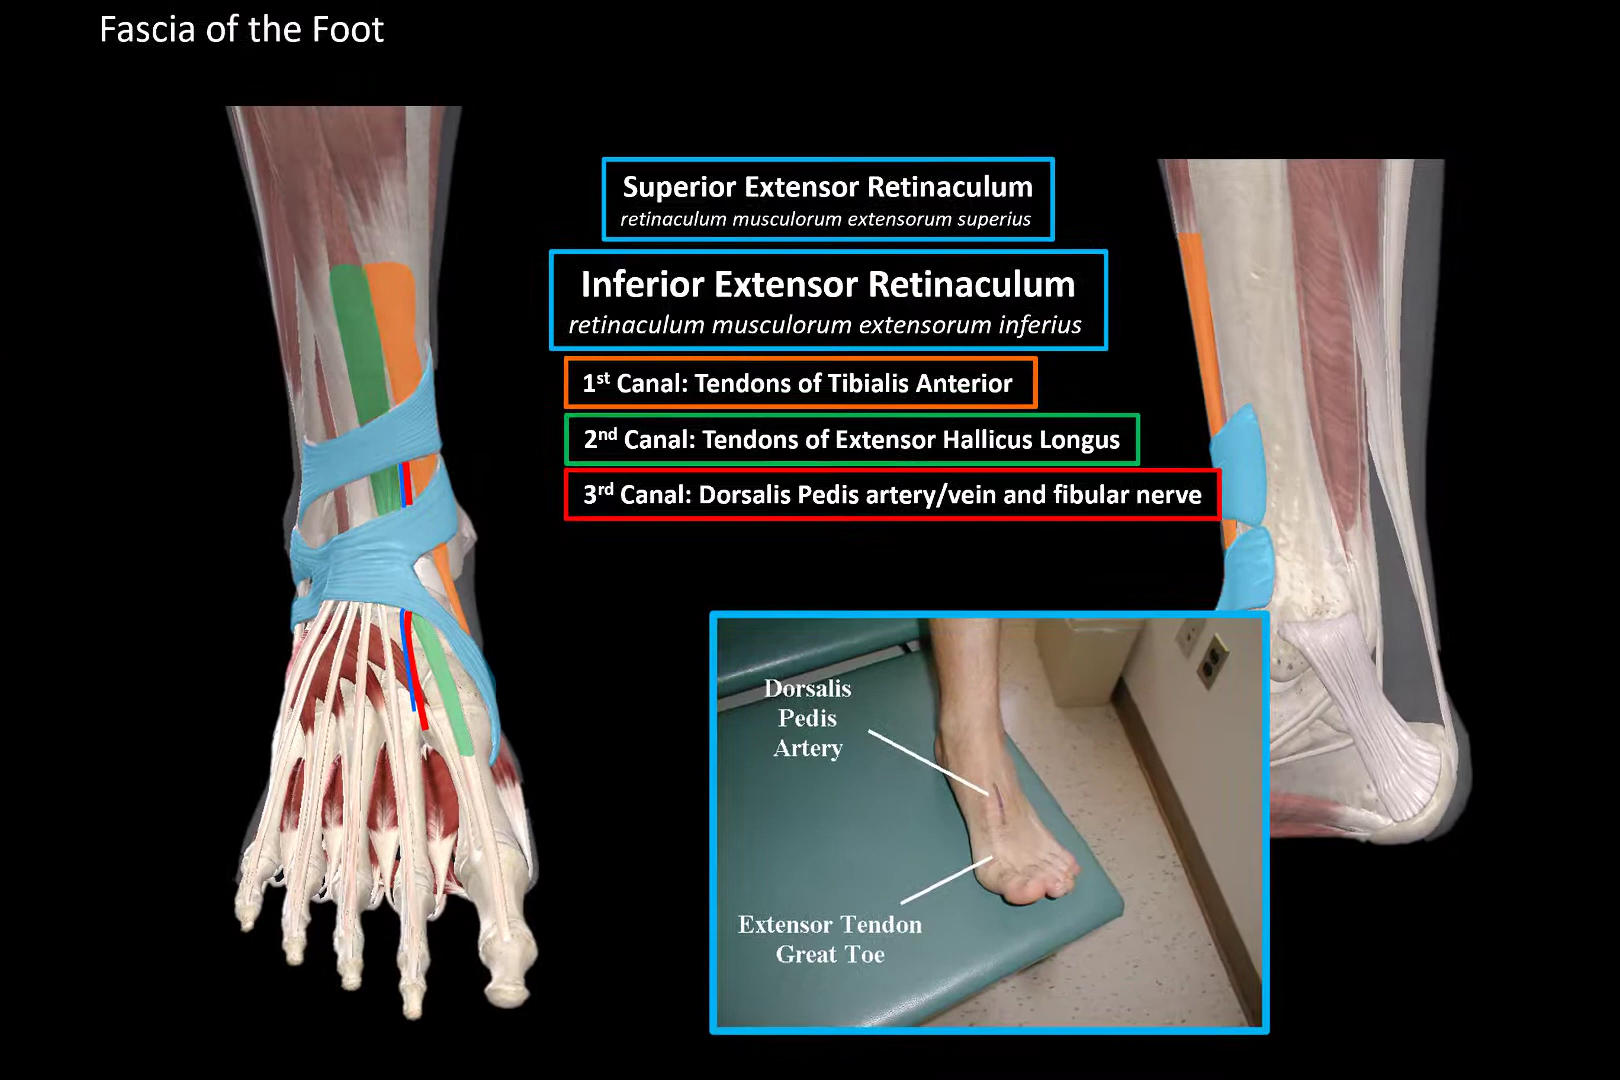 Fascia of the Foot
Superior Extensor Retinaculum
retinaculum musculorum extensorum superius
Inferior Extensor Retinaculum
retinaculum musculorum extensorum inferius
1st Canal: Tendons of Tibialis Anterior
2nd Canal: Tendons of Extensor Hallicus Longus
3rd Canal: Dorsalis Pedis artery/vein and fibular nerve
Dorsalis
Pedis
Artery
Extensor Tendon
Great Toe